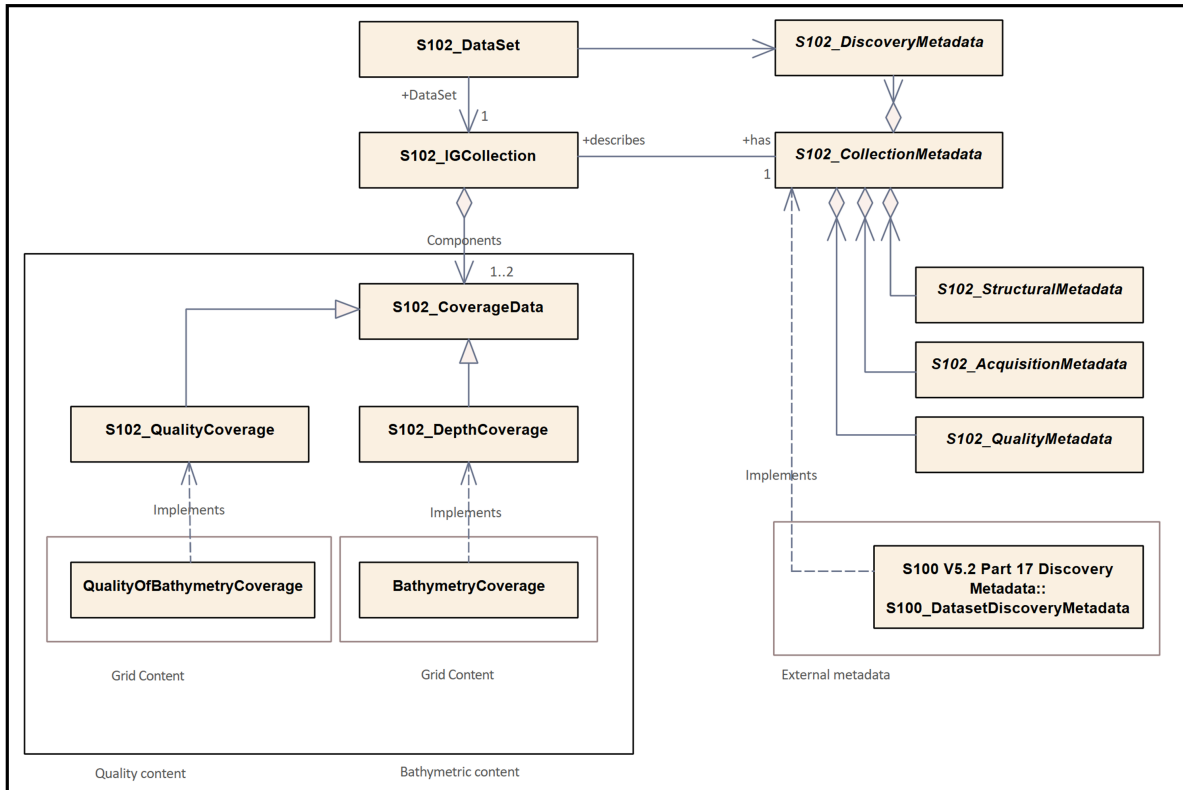 S102_DataSet
S102_DiscoveryMetadata
+DataSet
1
S102_IGCollection
+describes
+has
S102_CollectionMetadata
1
Components
1..2
S102_CoverageData
S102_StructuralMetadata
S102_AcquisitionMetadata
S102_QualityCoverage
S102_DepthCoverage
S102_QualityMetadata
Implements
Implements
Implements
QualityOfBathymetryCoverage
BathymetryCoverage
S100 V5.2 Part 17 Discovery
Metadata::
S100_DatasetDiscoveryMetadata
Grid Content
Grid Content
External metadata
Quality content
Bathymetric content